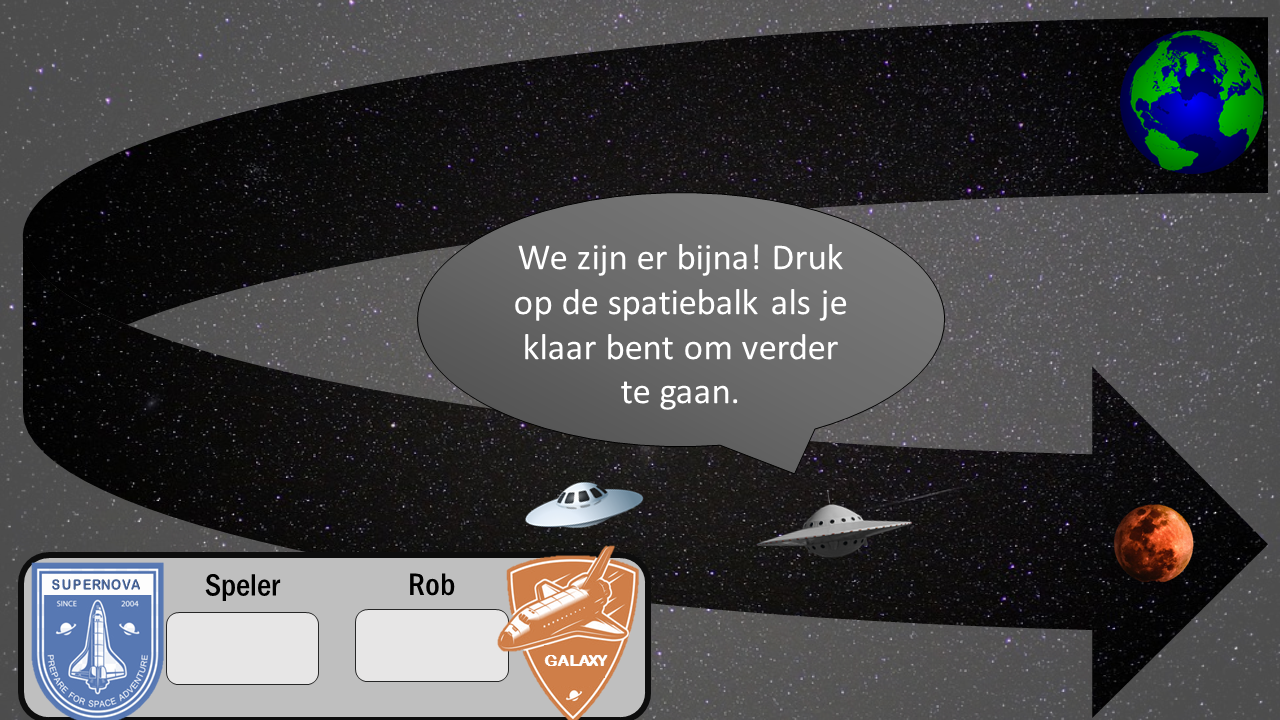 We zijn er bijna! Druk
op de spatiebalk als je
klaar bent om verder
te gaan.
Speler
Rob
SUPERNOVA
SINCE 2004
PREPARE FOR SPACE ADVENTURE
GALAXY